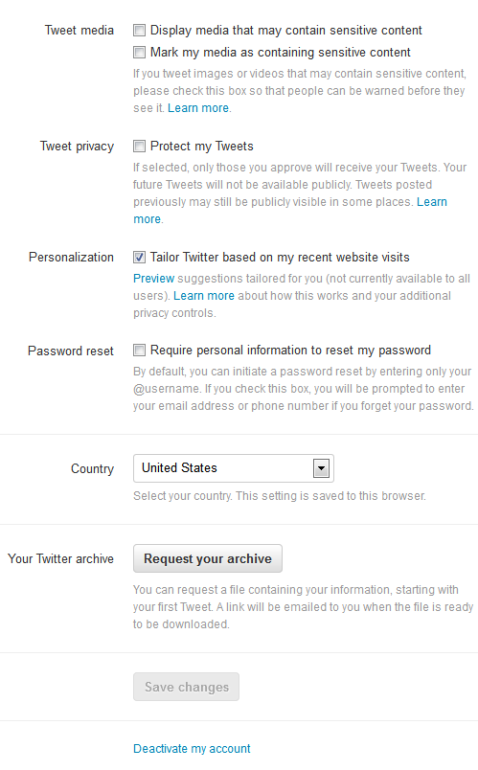 Tweet media Display media that may contain sensitive content
Mark my media as containing sensitive content
If you tweet images or videos that may contain sensitive content,
please check this box so that people can be warned before they
see it. Learn more.
Tweet privacy Protect my Tweets
If selected, only those you approve will receive your Tweets. Your
future Tweets will not be available publicly. Tweets posted
previously may still be publicly visible in some places. Learn
more.
Personalization Tailor Twitter based on my recent website visits
Preview suggestions tailored for you (not currently available to all
users). Learn more about how this works and your additional
privacy controls.
Password reset Require personal information to reset my password
By default, you can initiate a password reset by entering only your
@username. If you check this box, you will be prompted to enter
your email address or phone number if you forget your password.
Country United States
Select your country. This setting is saved to this browser.
Your Twitter archive Request your archive
You can request a file containing your information, starting with
your first Tweet. A link will be emailed to you when the file is ready
to be downloaded.
Save changes
Deactivate my account